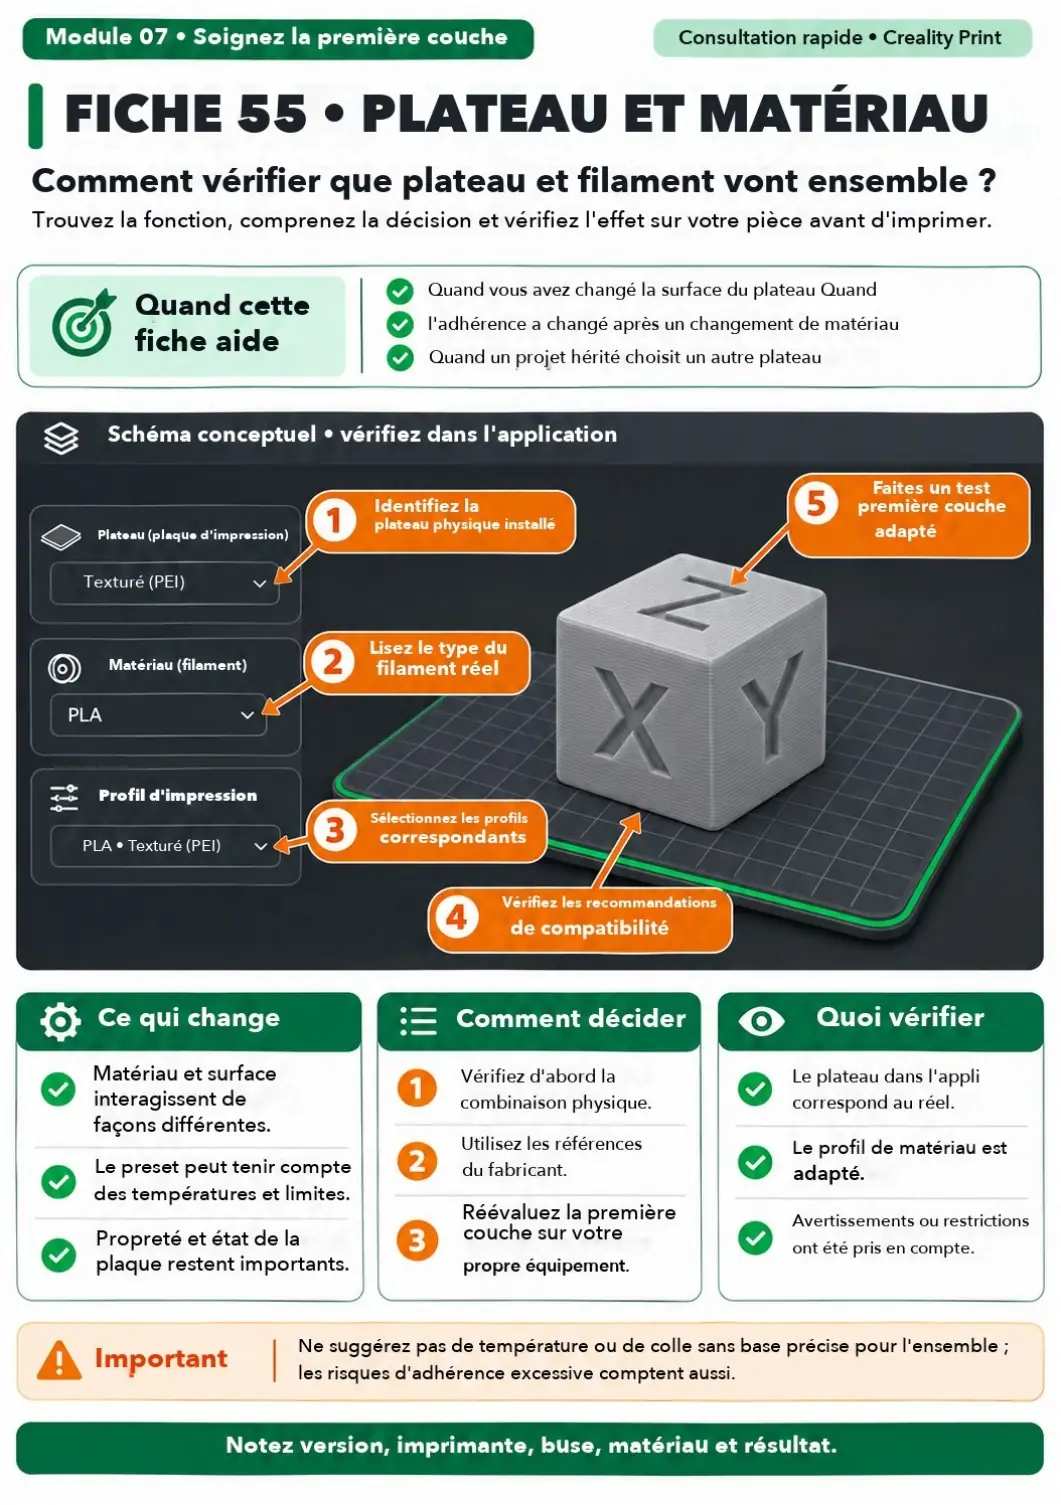 Module 07 • Soignez la première couche
Consultation rapide • Creality Print
FICHE 55 • PLATEAU ET MATÉRIAU
Comment vérifier que plateau et filament vont ensemble ?
Trouvez la fonction, comprenez la décision et vérifiez l'effet sur votre pièce avant d'imprimer.
Quand cette
fiche aide
Quand vous avez changé la surface du plateau Quand
l'adhérence a changé après un changement de matériau
Quand un projet hérité choisit un autre plateau
Schéma conceptuel • vérifiez dans l'application
Plateau (plaque d'impression)
Texturé (PEI)
1
Identifiez la
plateau physique installé
Matériau (filament)
PLA
2
Lisez le type du
filament réel
Profil d'impression
PLA • Texturé (PEI)
3
Sélectionnez les profils
correspondants
4
Vérifiez les recommandations
de compatibilité
5
Faites un test
première couche
adapté
Z
X
Y
Ce qui change
Matériau et surface
interagissent de
façons différentes.
Le preset peut tenir compte
des températures et limites.
Propreté et état de la
plaque restent importants.
Comment décider
1
Vérifiez d'abord la
combinaison physique.
2
Utilisez les références
du fabricant.
3
Réévaluez la première
couche sur votre
propre équipement.
Quoi vérifier
Le plateau dans l'appli
correspond au réel.
Le profil de matériau est
adapté.
Avertissements ou restrictions
ont été pris en compte.
Important
Ne suggérez pas de température ou de colle sans base précise pour l'ensemble ;
les risques d'adhérence excessive comptent aussi.
Notez version, imprimante, buse, matériau et résultat.